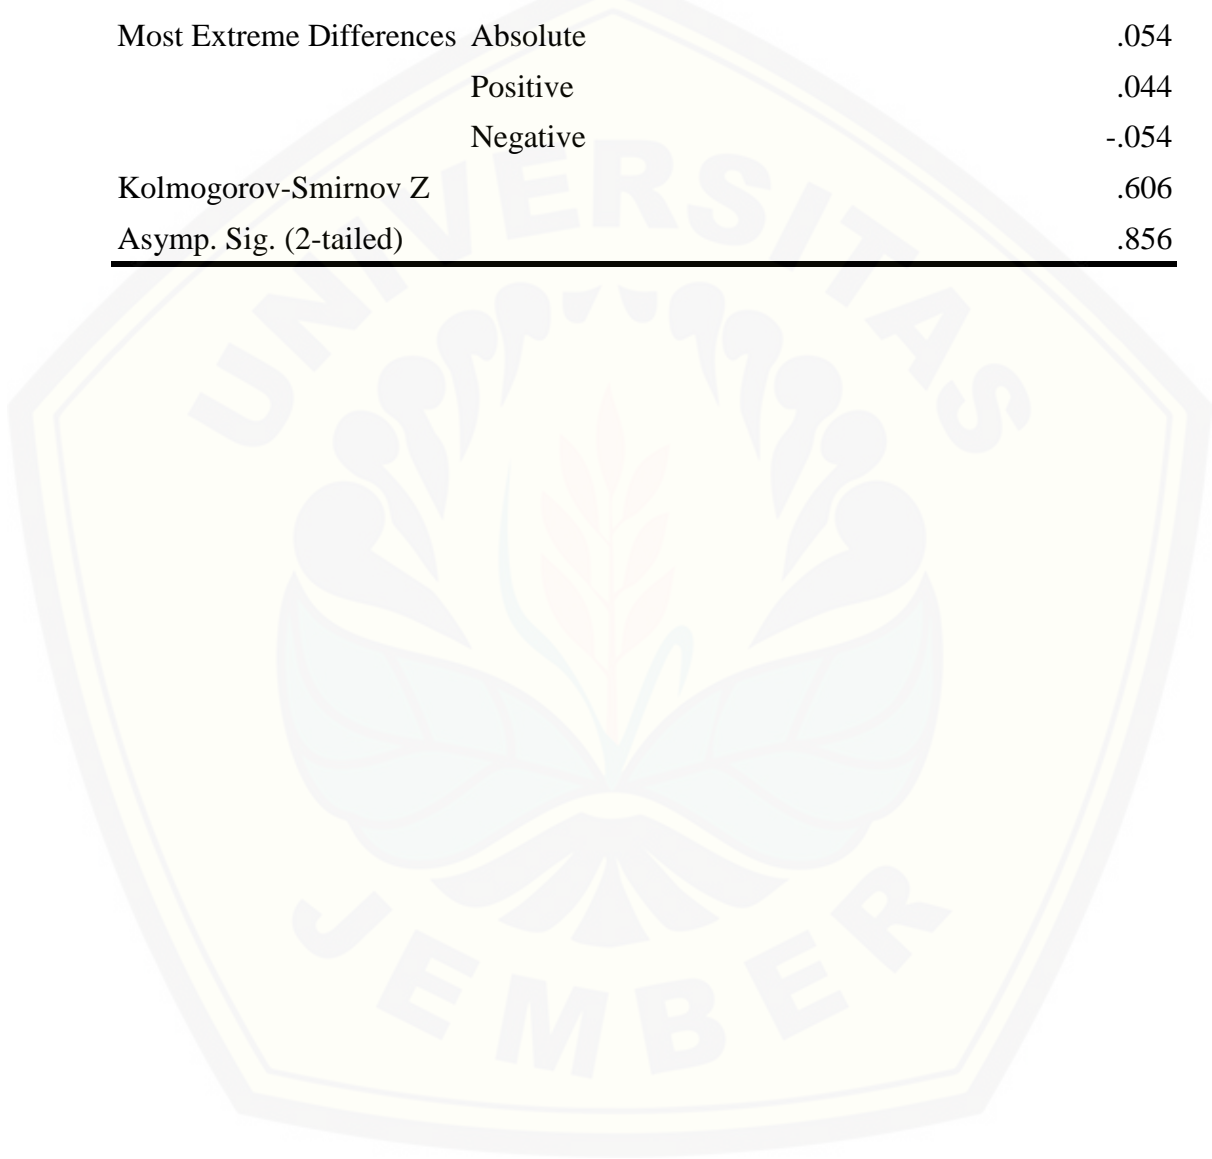 Most Extreme Differences Absolute .054
Positive .044
Negative -.054
Kolmogorov-Smirnov Z .606
Asymp. Sig. (2-tailed) .856
UNIVERSITAS
JEMBER